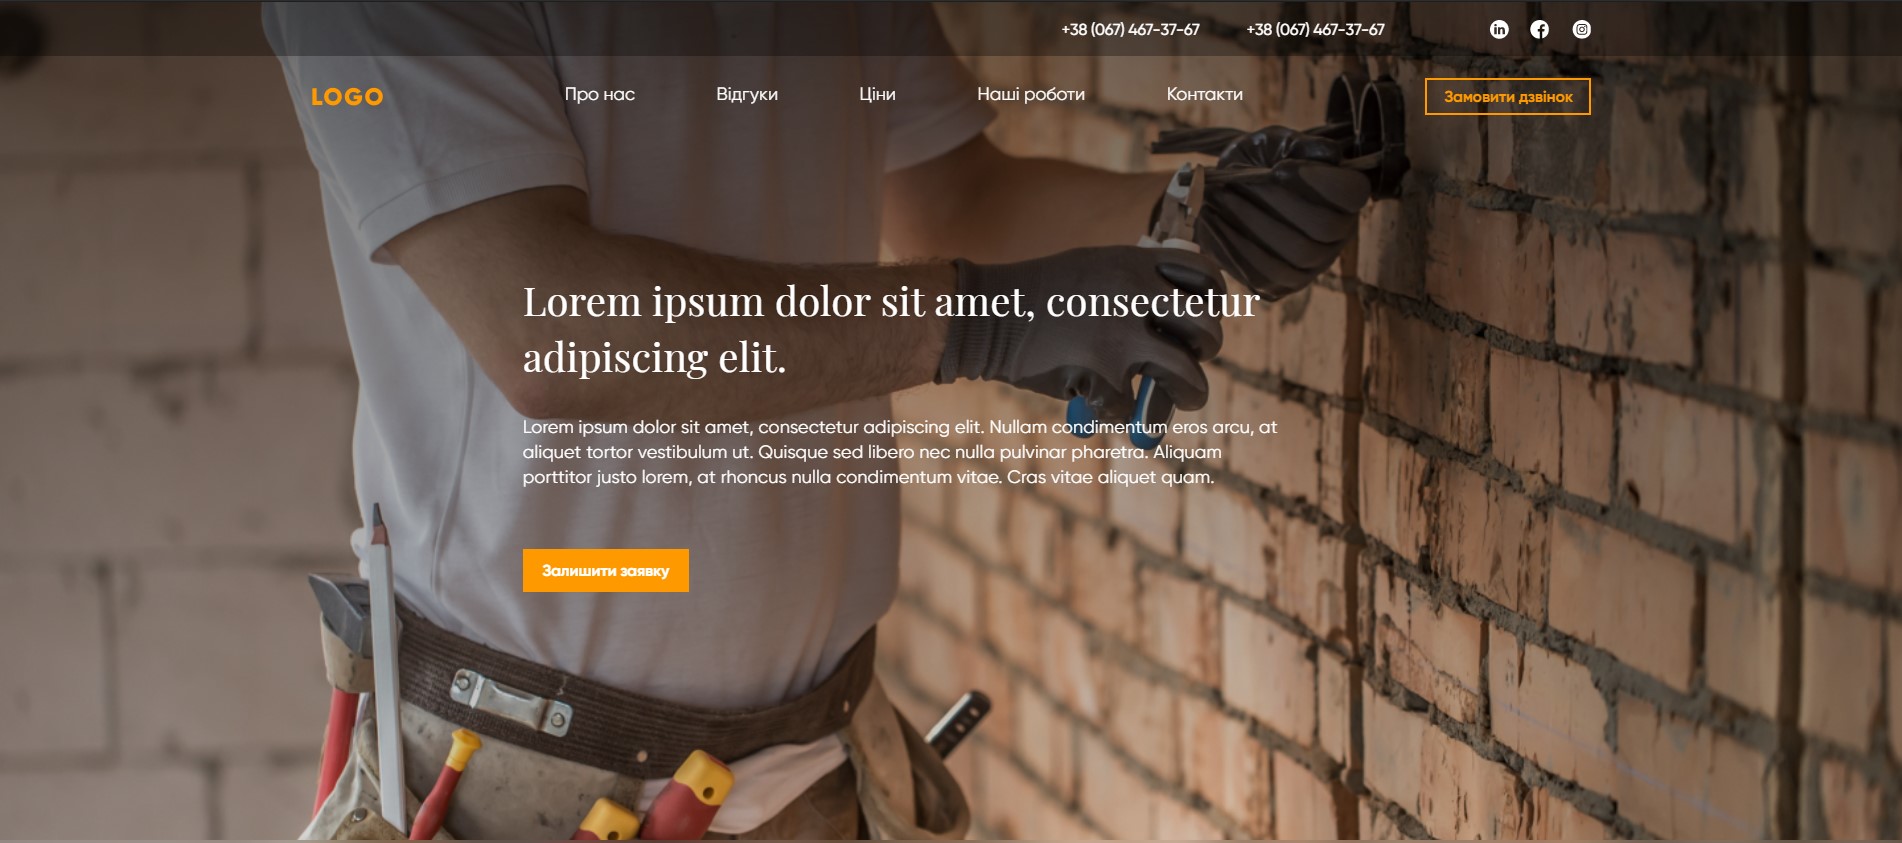 +38 (067) 467-37-67
+38 (067) 467-37-67
LOGO
Про нас
Відгуки
Ціни
Наші роботи
Контакти
Замовити дзвінок
Lorem ipsum dolor sit amet, consectetur
adipiscing elit.
Lorem ipsum dolor sit amet, consectetur adipiscing elit. Nullam condimentum eros arcu, at
aliquet tortor vestibulum ut. Quisque sed libero nec nulla pulvinar pharetra. Aliquam
porttitor justo lorem, at rhoncus nulla condimentum vitae. Cras vitae aliquet quam.
Залишити заявку